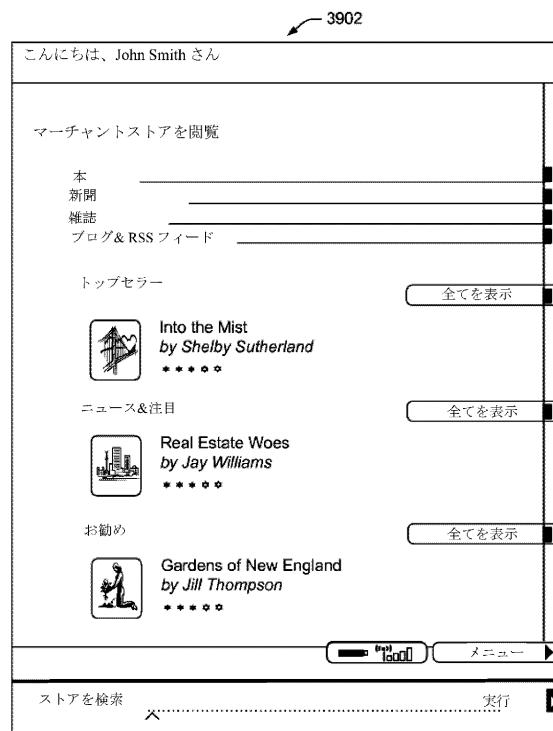 3902
こんにちは、John Smith さん
マーチャントストアを閲覧
本
新聞
雑誌
ブログ& RSS フィード
トップセラー
全てを表示
Into the Mist
by Shelby Sutherland
ニュース&注目
全てを表示
Real Estate Woes
by Jay Williams
お勧め
全てを表示
Gardens of New England
by Jill Thompson
メニュー
ストアを検索
実行